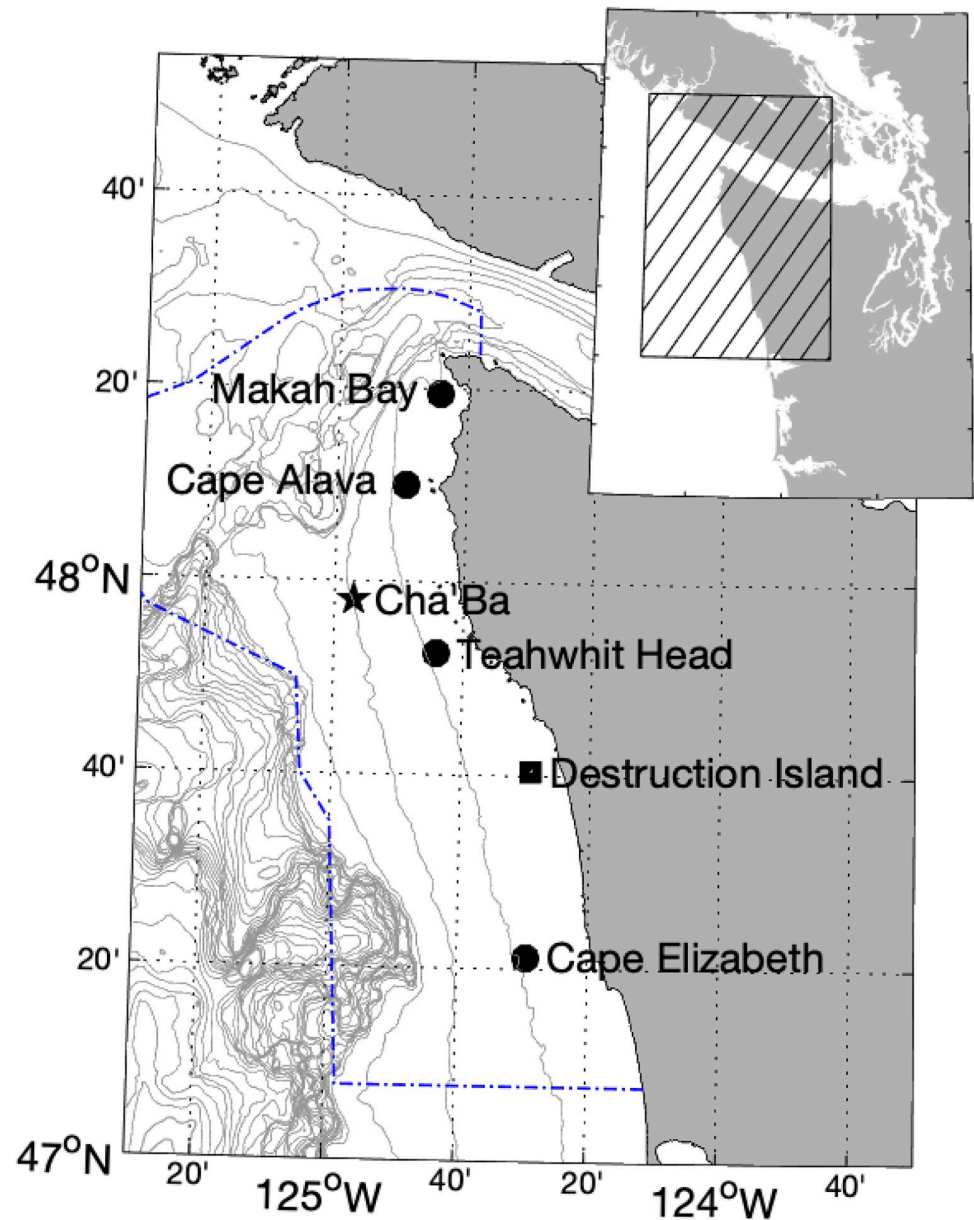 40'
20'
Makah Bay
Cape Alava
48°N
Cha'Ba
Teahwhit Head
40'
Destruction Island
20'
Cape Elizabeth
47°N
20'
125°W
40'
20'
124°W
40'